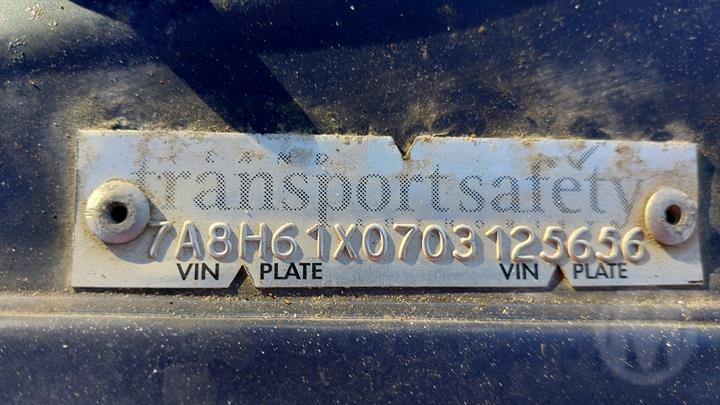 transportsafety
7A8H61X0703125656
VIN PLATE VIN PLATE